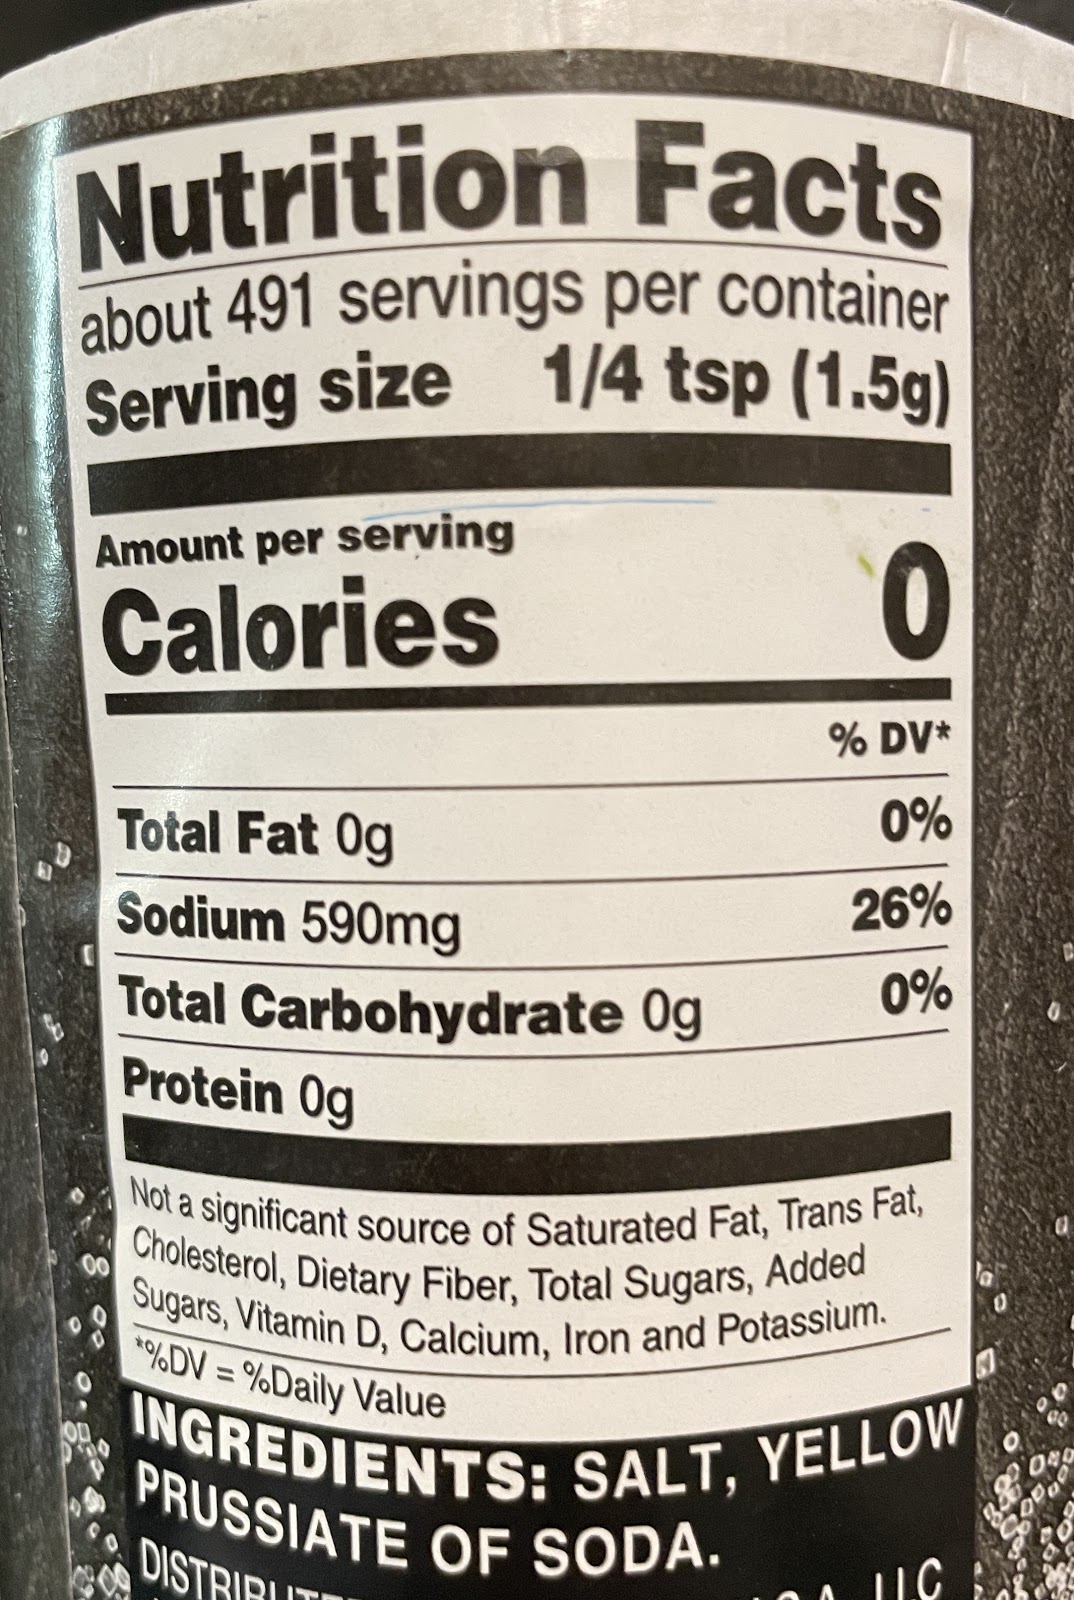 Nutrition Facts
about 491 servings per container
Serving size 1/4 tsp (1.5g)
Amount per serving
Calories 0
% DV*
Total Fat 0g 0%
Sodium 590mg 26%
Total Carbohydrate 0g 0%
Protein 0g
Not a significant source of Saturated Fat, Trans Fat,
Cholesterol, Dietary Fiber, Total Sugars, Added
Sugars, Vitamin D, Calcium, Iron and Potassium.
*%DV = %Daily Value
INGREDIENTS: SALT, YELLOW
PRUSSIATE OF SODA.
LLC